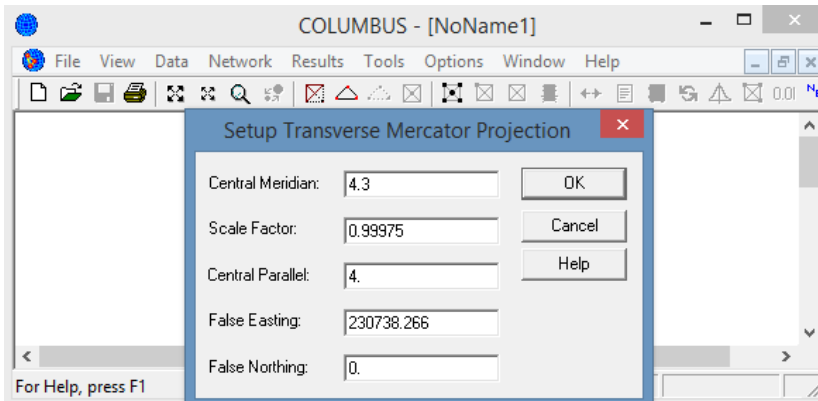 COLUMBUS - [NoName1]
File View Data Network Results Tools Options Window Help
0.01
Setup Transverse Mercator Projection
Central Meridian: 4.3 OK
Scale Factor: 0.99975 Cancel
Central Parallel: 4. Help
False Easting: 230738.266
False Northing: 0.
For Help, press F1